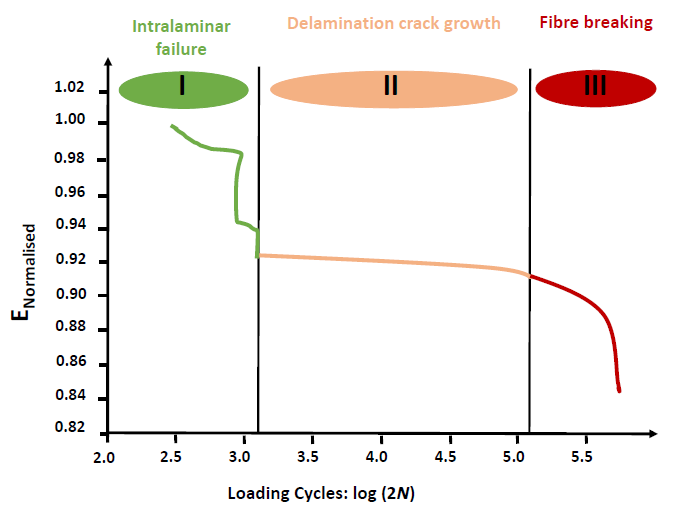 Intralaminar
failure
Delamination crack growth
Fibre breaking
I
II
III
1.02
1.00
0.98
0.96
0.94
0.92
0.90
0.88
0.86
0.84
0.82
E Normalised
2.0
2.5
3.0
3.5
4.0
4.5
5.0
5.5
Loading Cycles: log (2N)